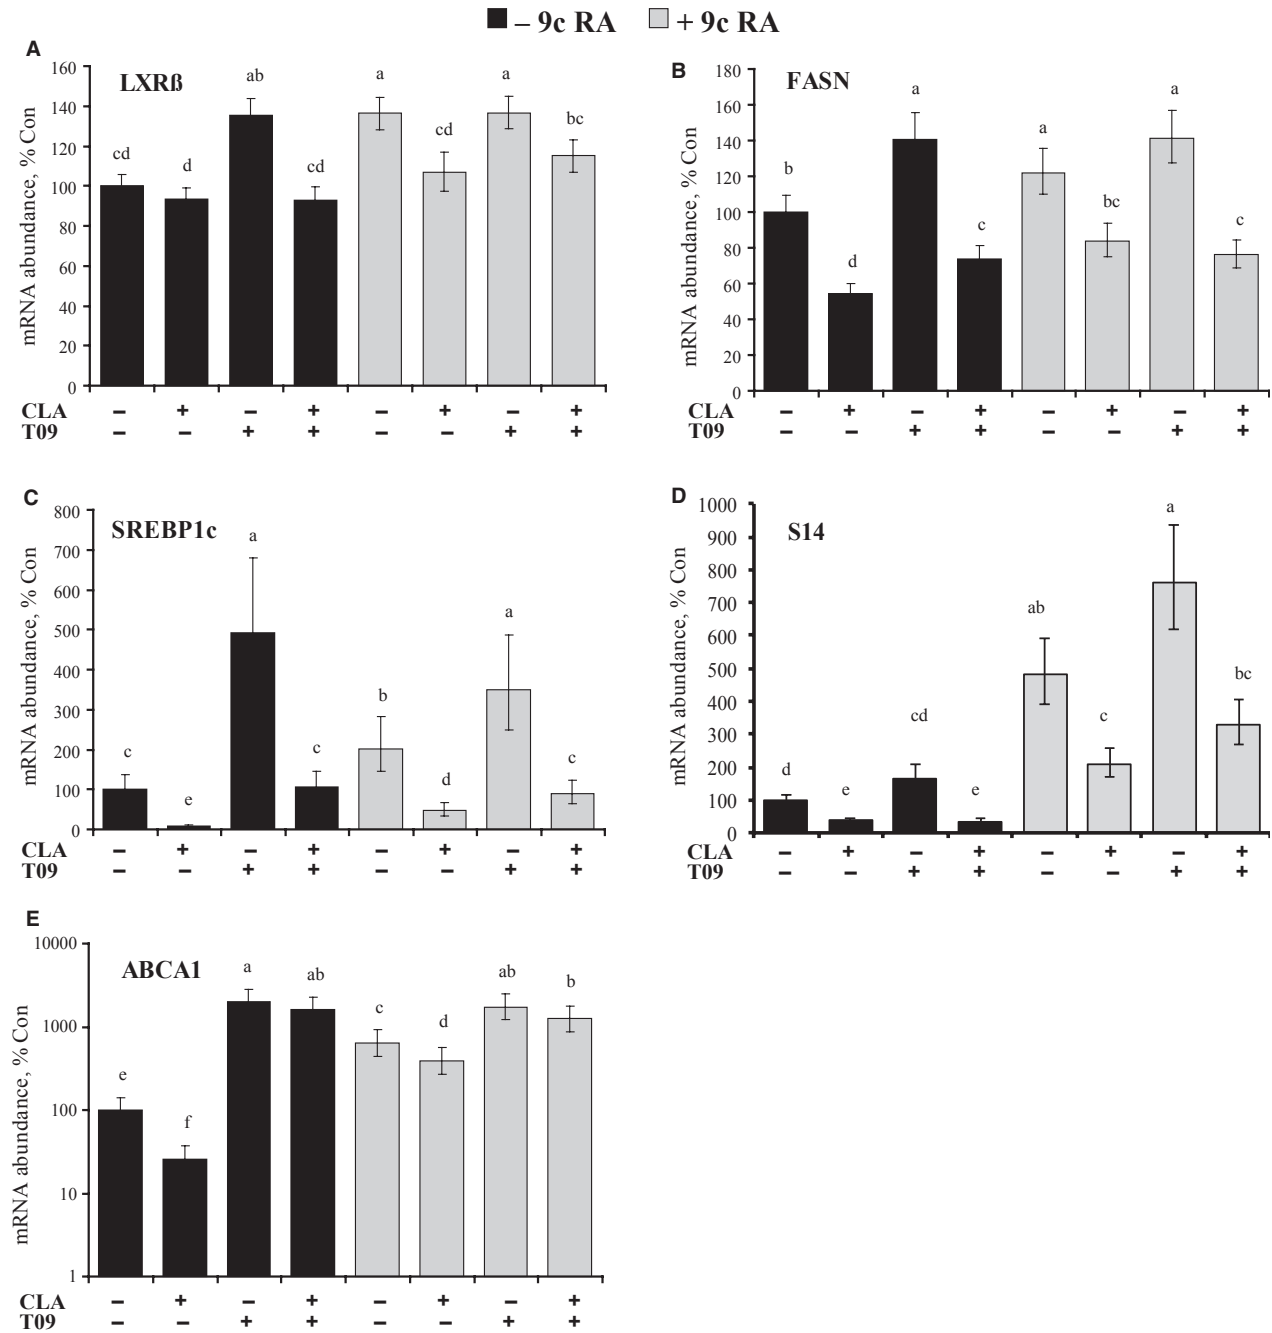 – 9c RA + 9c RA
A
LXRß
mRNA abundance, % Con
160
140
120
100
80
60
40
20
0
cd d ab cd a cd a bc
CLA – + – + – + – +
T09 – – + + – – + +
B
FASN
mRNA abundance, % Con
180
160
140
120
100
80
60
40
20
0
b d a c a bc a c
CLA – + – + – + – +
T09 – – + + – – + +
C
SREBP1c
mRNA abundance, % Con
800
700
600
500
400
300
200
100
0
c e a c b d a c
CLA – + – + – + – +
T09 – – + + – – + +
D
S14
mRNA abundance, % Con
1000
900
800
700
600
500
400
300
200
100
0
d e cd e ab c a bc
CLA – + – + – + – +
T09 – – + + – – + +
E
ABCA1
mRNA abundance, % Con
10000
1000
100
10
1
e f a ab c d ab b
CLA – + – + – + – +
T09 – – + + – – + +